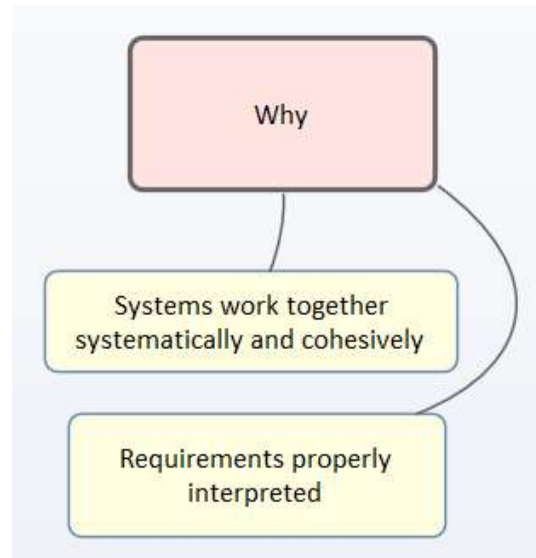 Why
Systems work together
systematically and cohesively
Requirements properly
interpreted